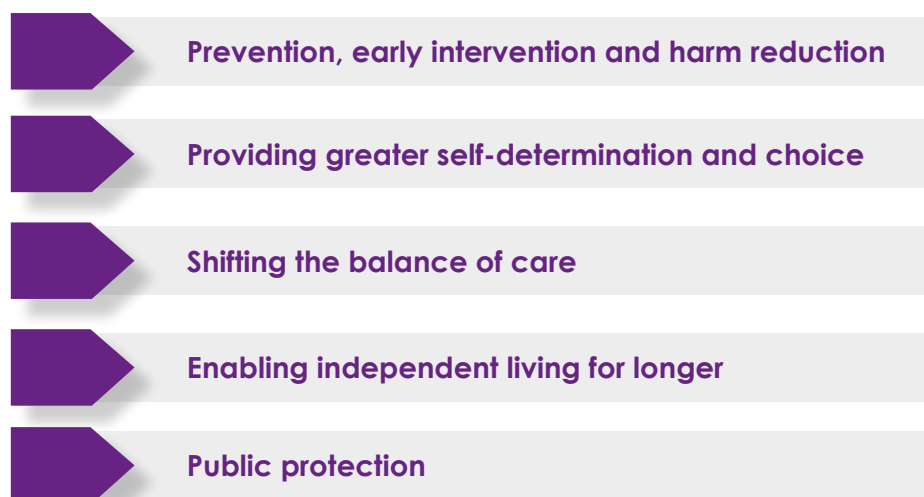 Prevention, early intervention and harm reduction
Providing greater self-determination and choice
Shifting the balance of care
Enabling independent living for longer
Public protection